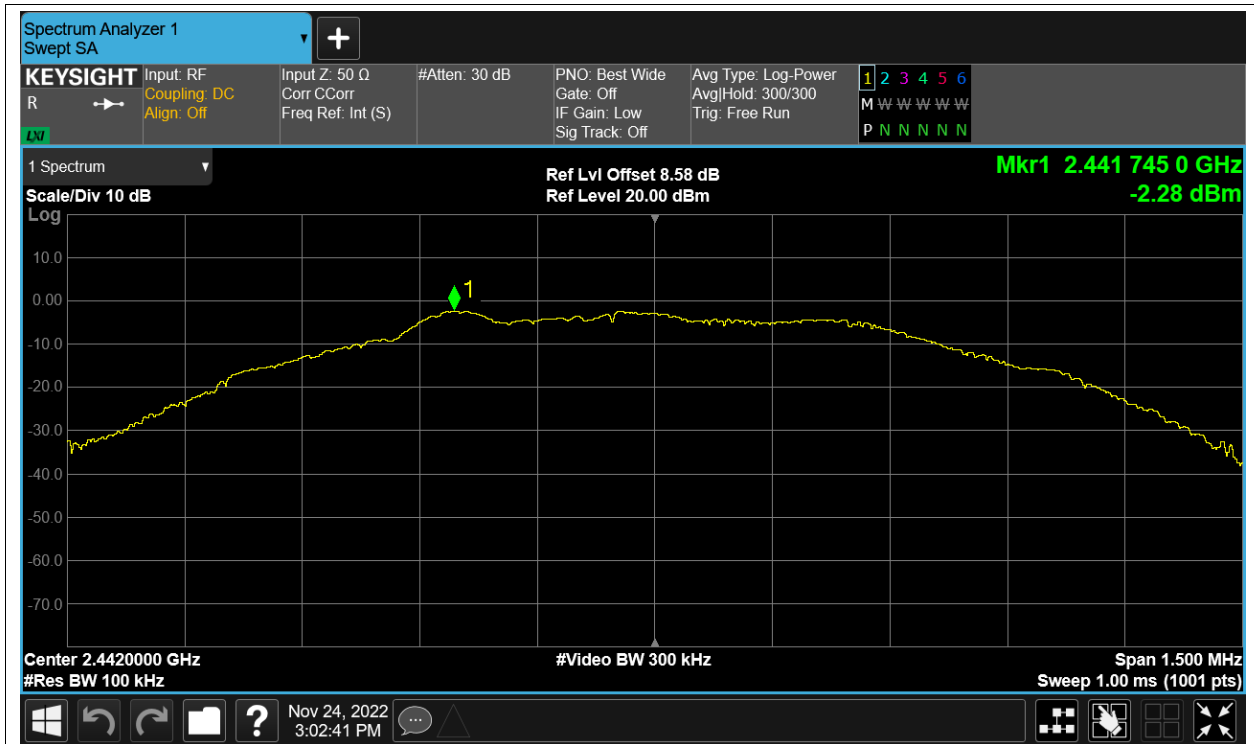 Spectrum Analyzer 1
Swept SA
KEYSIGHT
R
LXI
Input: RF
Coupling: DC
Align: Off
Input Z: 50 Ω
Corr CCorr
Freq Ref: Int (S)
#Atten: 30 dB
PNO: Best Wide
Gate: Off
IF Gain: Low
Sig Track: Off
Avg Type: Log-Power
Avg|Hold: 300/300
Trig: Free Run
1 2 3 4 5 6
M W W W W W
P N N N N N
1 Spectrum
Scale/Div 10 dB
Log
Ref Lvl Offset 8.58 dB
Ref Level 20.00 dBm
Mkr1 2.441 745 0 GHz
-2.28 dBm
1
10.0
0.00
-10.0
-20.0
-30.0
-40.0
-50.0
-60.0
-70.0
Center 2.4420000 GHz
#Res BW 100 kHz
#Video BW 300 kHz
Span 1.500 MHz
Sweep 1.00 ms (1001 pts)
?
Nov 24, 2022
3:02:41 PM